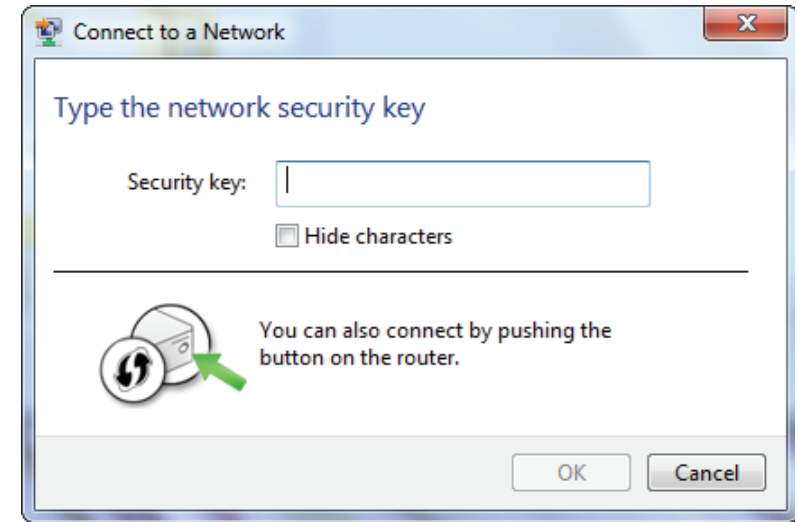 Connect to a Network
Type the network security key
Security key:
Hide characters
You can also connect by pushing the
button on the router.
OK
Cancel